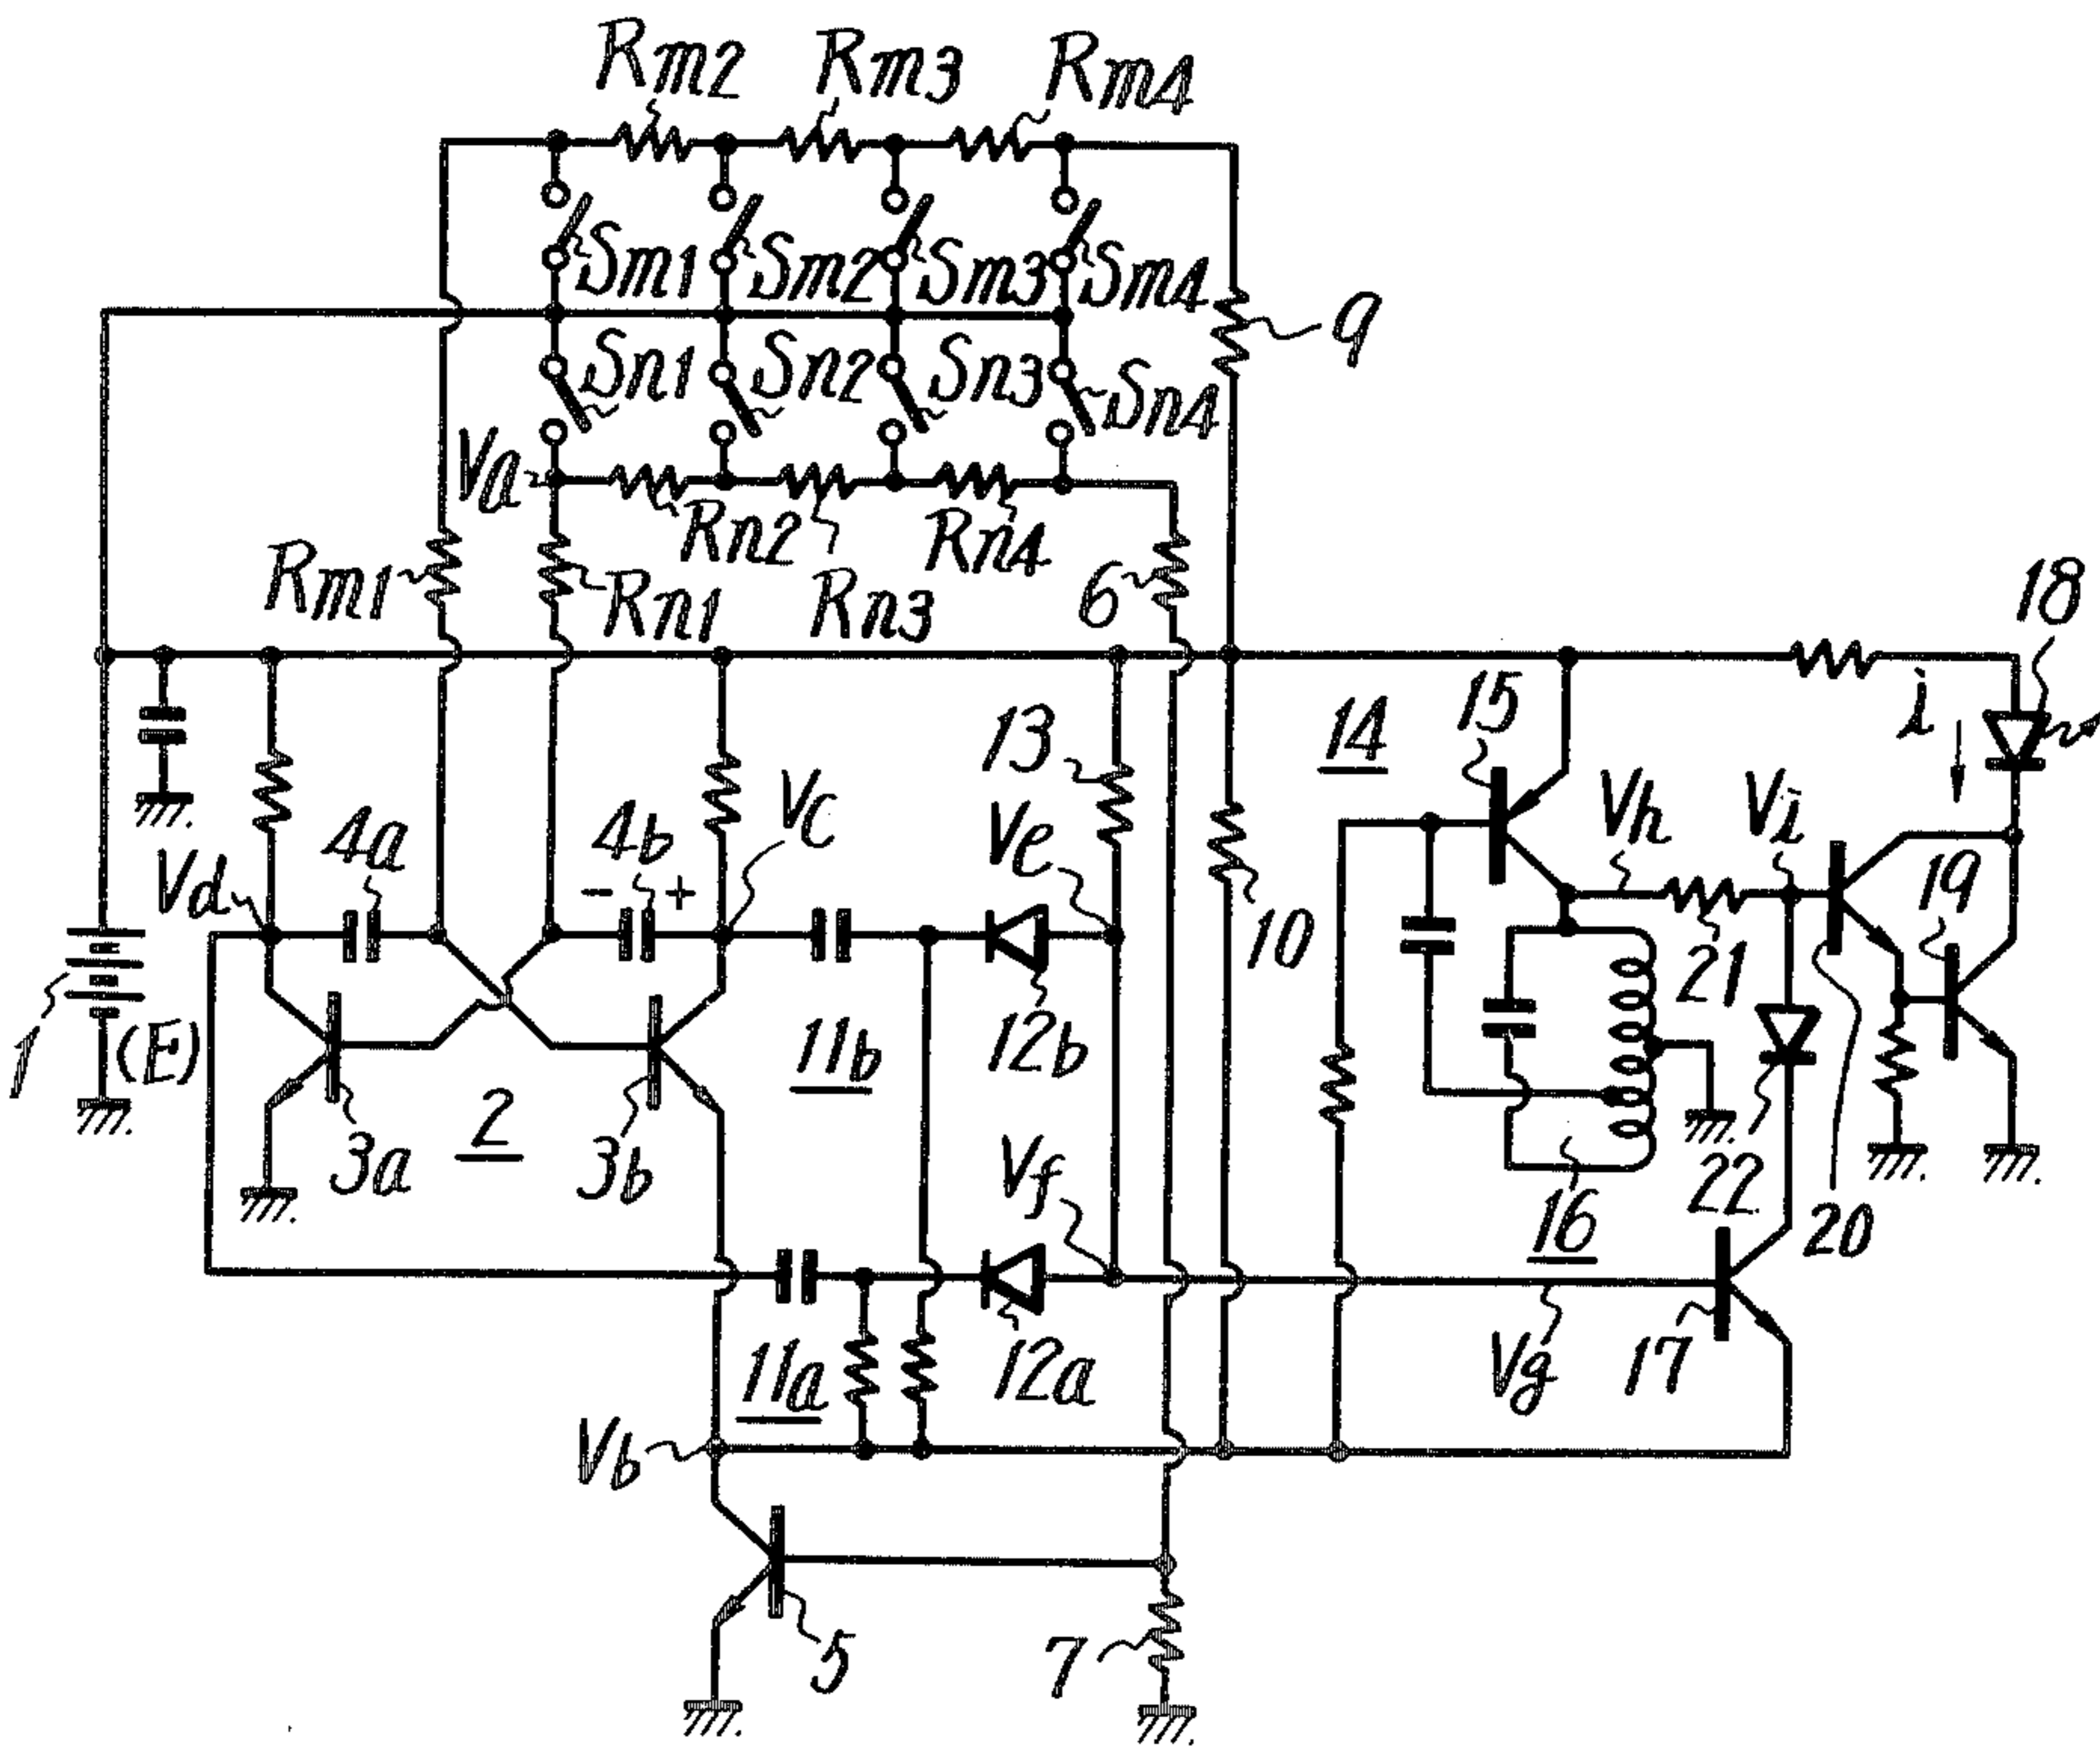 Rm2 Rm3 Rm4
Sm1 Sm2 Sm3 Sm4
9
Sn1 Sn2 Sn3 Sn4
Va
Rn2 Rn4
Rm1 Rn1 Rn3 6
18
13 14 15 i
4a 4b Vc Ve Vh Vi
Vd - + 19
10 21
1 (E) 11b 12b
2
3a 3b Vf 16 22 20
11a 12a Vg 17
Vb
5 7